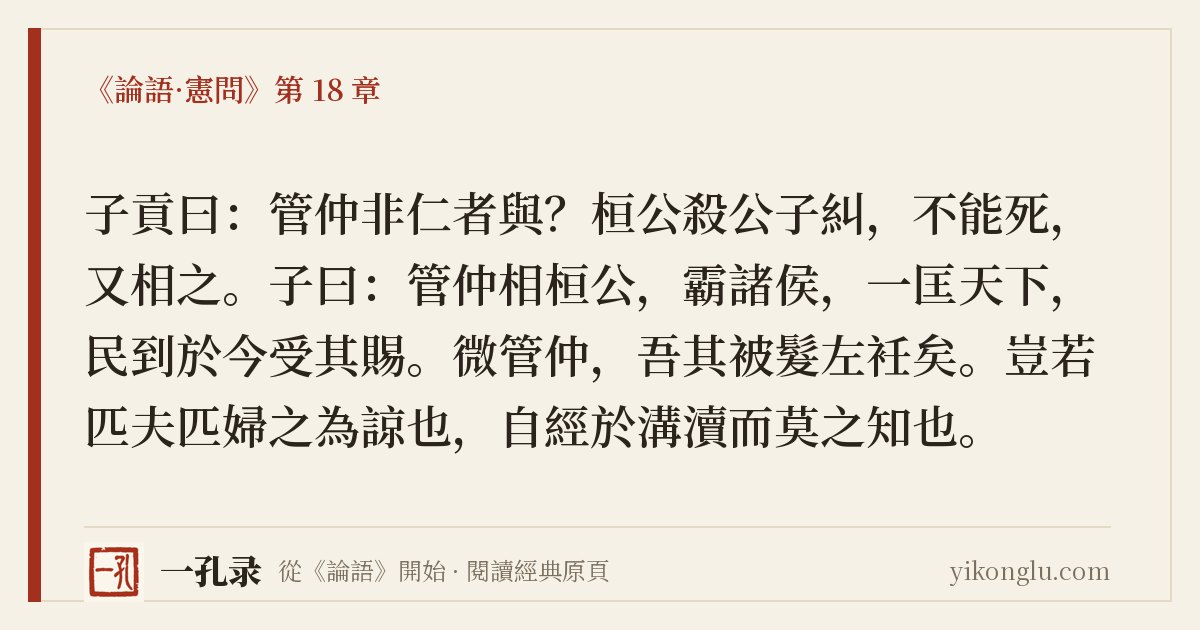 《論語·憲問》第 18 章
子貢曰：管仲非仁者與？桓公殺公子糾，不能死，
又相之。子曰：管仲相桓公，霸諸侯，一匡天下，
民到於今受其賜。微管仲，吾其被髮左衽矣。豈若
匹夫匹婦之為諒也，自經於溝瀆而莫之知也。
一孔
一孔录 從《論語》開始 · 閱讀經典原頁
yikonglu.com